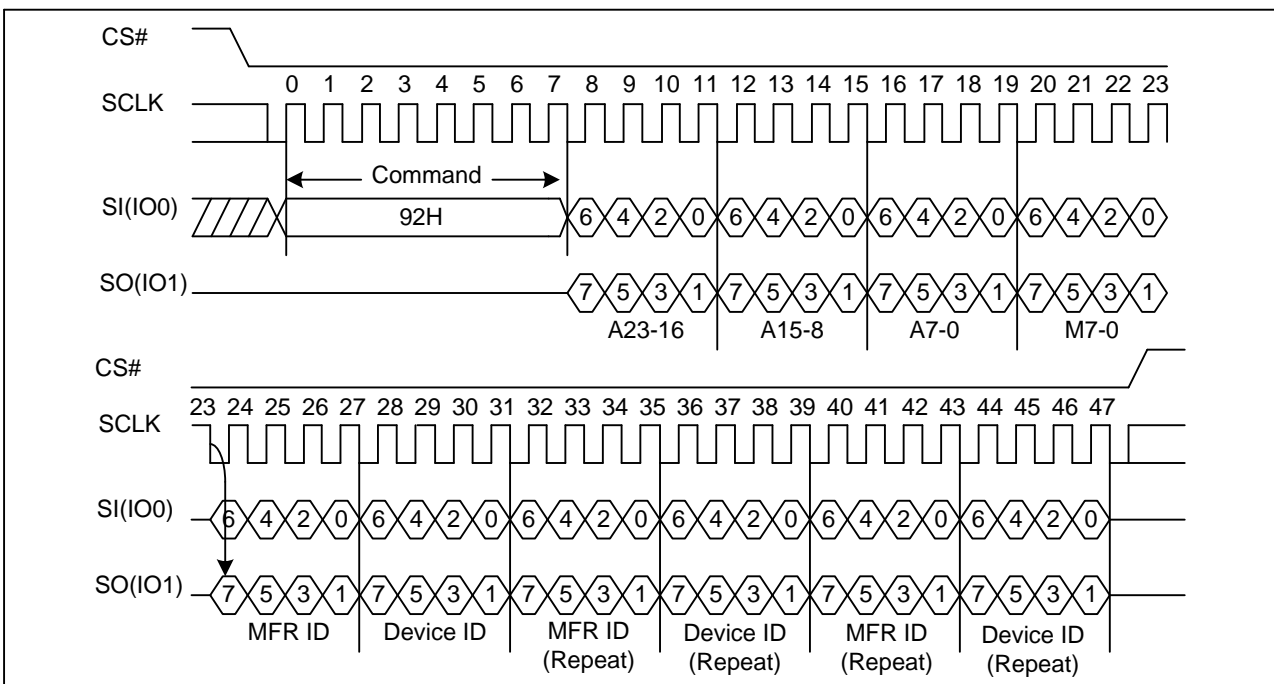 CS#
0 1 2 3 4 5 6 7 8 9 10 11 12 13 14 15 16 17 18 19 20 21 22 23
SCLK
Command
SI(IO0) 92H 6 4 2 0 6 4 2 0 6 4 2 0 6 4 2 0
SO(IO1) 7 5 3 1 7 5 3 1 7 5 3 1 7 5 3 1
A23-16 A15-8 A7-0 M7-0
CS#
23 24 25 26 27 28 29 30 31 32 33 34 35 36 37 38 39 40 41 42 43 44 45 46 47
SCLK
SI(IO0) 6 4 2 0 6 4 2 0 6 4 2 0 6 4 2 0 6 4 2 0 6 4 2 0
SO(IO1) 7 5 3 1 7 5 3 1 7 5 3 1 7 5 3 1 7 5 3 1 7 5 3 1
MFR ID Device ID MFR ID Device ID MFR ID Device ID
(Repeat) (Repeat) (Repeat) (Repeat)